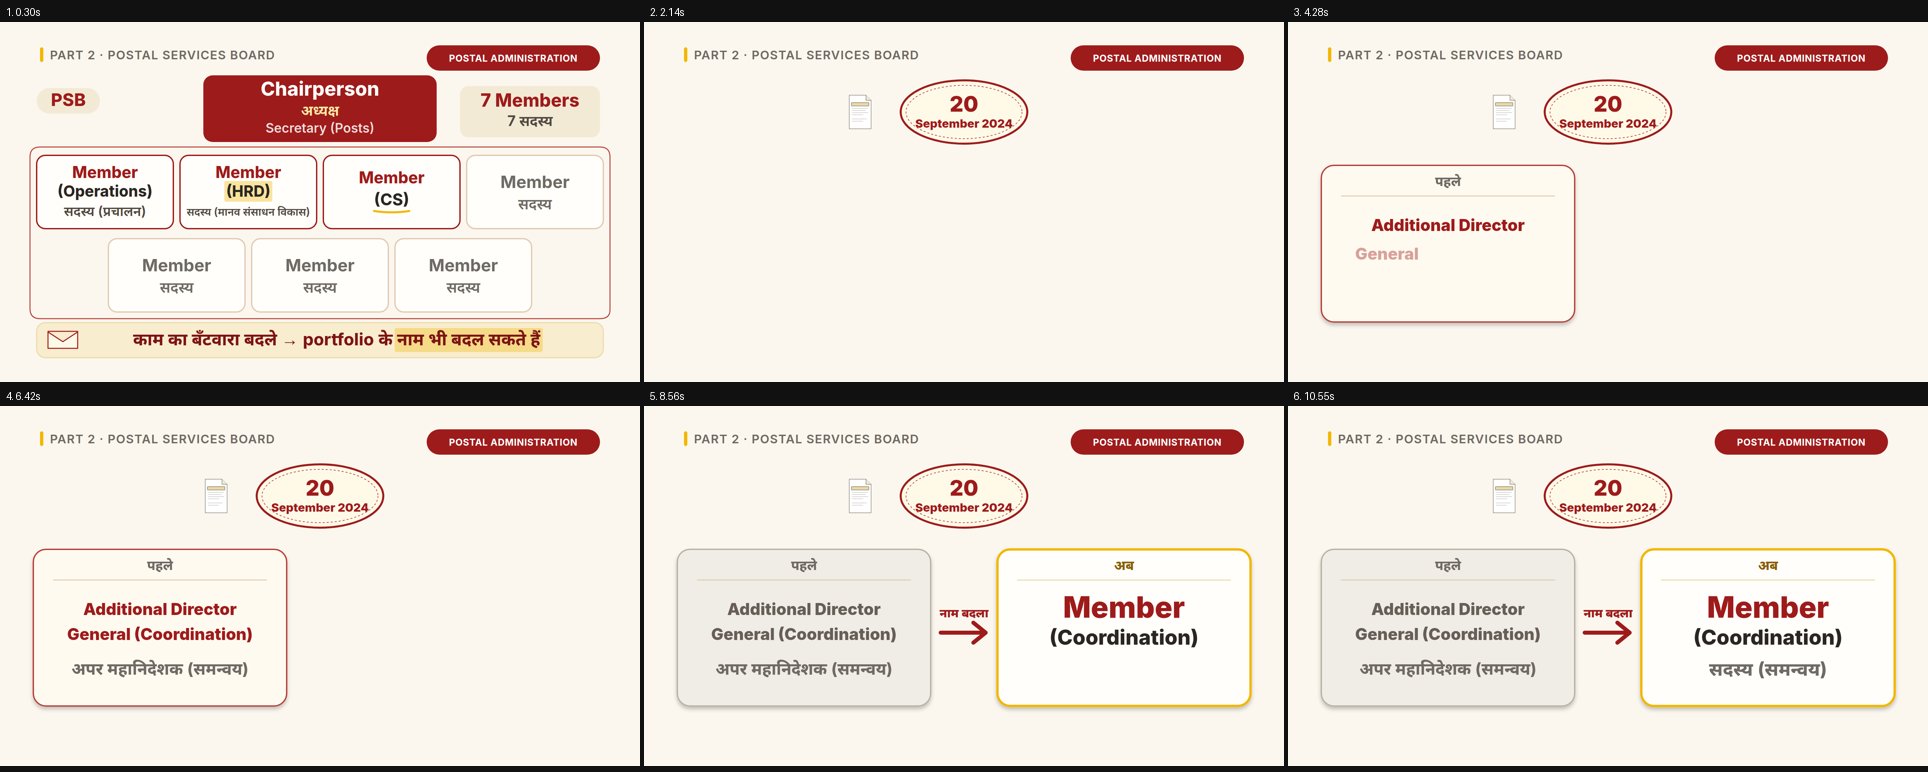 1. 0.30s
PART 2 · POSTAL SERVICES BOARD
POSTAL ADMINISTRATION
PSB
Chairperson
अध्यक्ष
Secretary (Posts)
7 Members
7 सदस्य
Member
(Operations)
सदस्य (प्रचालन)
Member
(HRD)
सदस्य (मानव संसाधन विकास)
Member
(CS)
Member
सदस्य
Member
सदस्य
Member
सदस्य
Member
सदस्य
काम का बँटवारा बदले → portfolio के नाम भी बदल सकते हैं
2. 2.14s
PART 2 · POSTAL SERVICES BOARD
POSTAL ADMINISTRATION
20
September 2024
3. 4.28s
PART 2 · POSTAL SERVICES BOARD
POSTAL ADMINISTRATION
20
September 2024
पहले
Additional Director
General
4. 6.42s
PART 2 · POSTAL SERVICES BOARD
POSTAL ADMINISTRATION
20
September 2024
पहले
Additional Director
General (Coordination)
अपर महानिदेशक (समन्वय)
5. 8.56s
PART 2 · POSTAL SERVICES BOARD
POSTAL ADMINISTRATION
20
September 2024
पहले
Additional Director
General (Coordination)
अपर महानिदेशक (समन्वय)
नाम बदला
अब
Member
(Coordination)
6. 10.55s
PART 2 · POSTAL SERVICES BOARD
POSTAL ADMINISTRATION
20
September 2024
पहले
Additional Director
General (Coordination)
अपर महानिदेशक (समन्वय)
नाम बदला
अब
Member
(Coordination)
सदस्य (समन्वय)